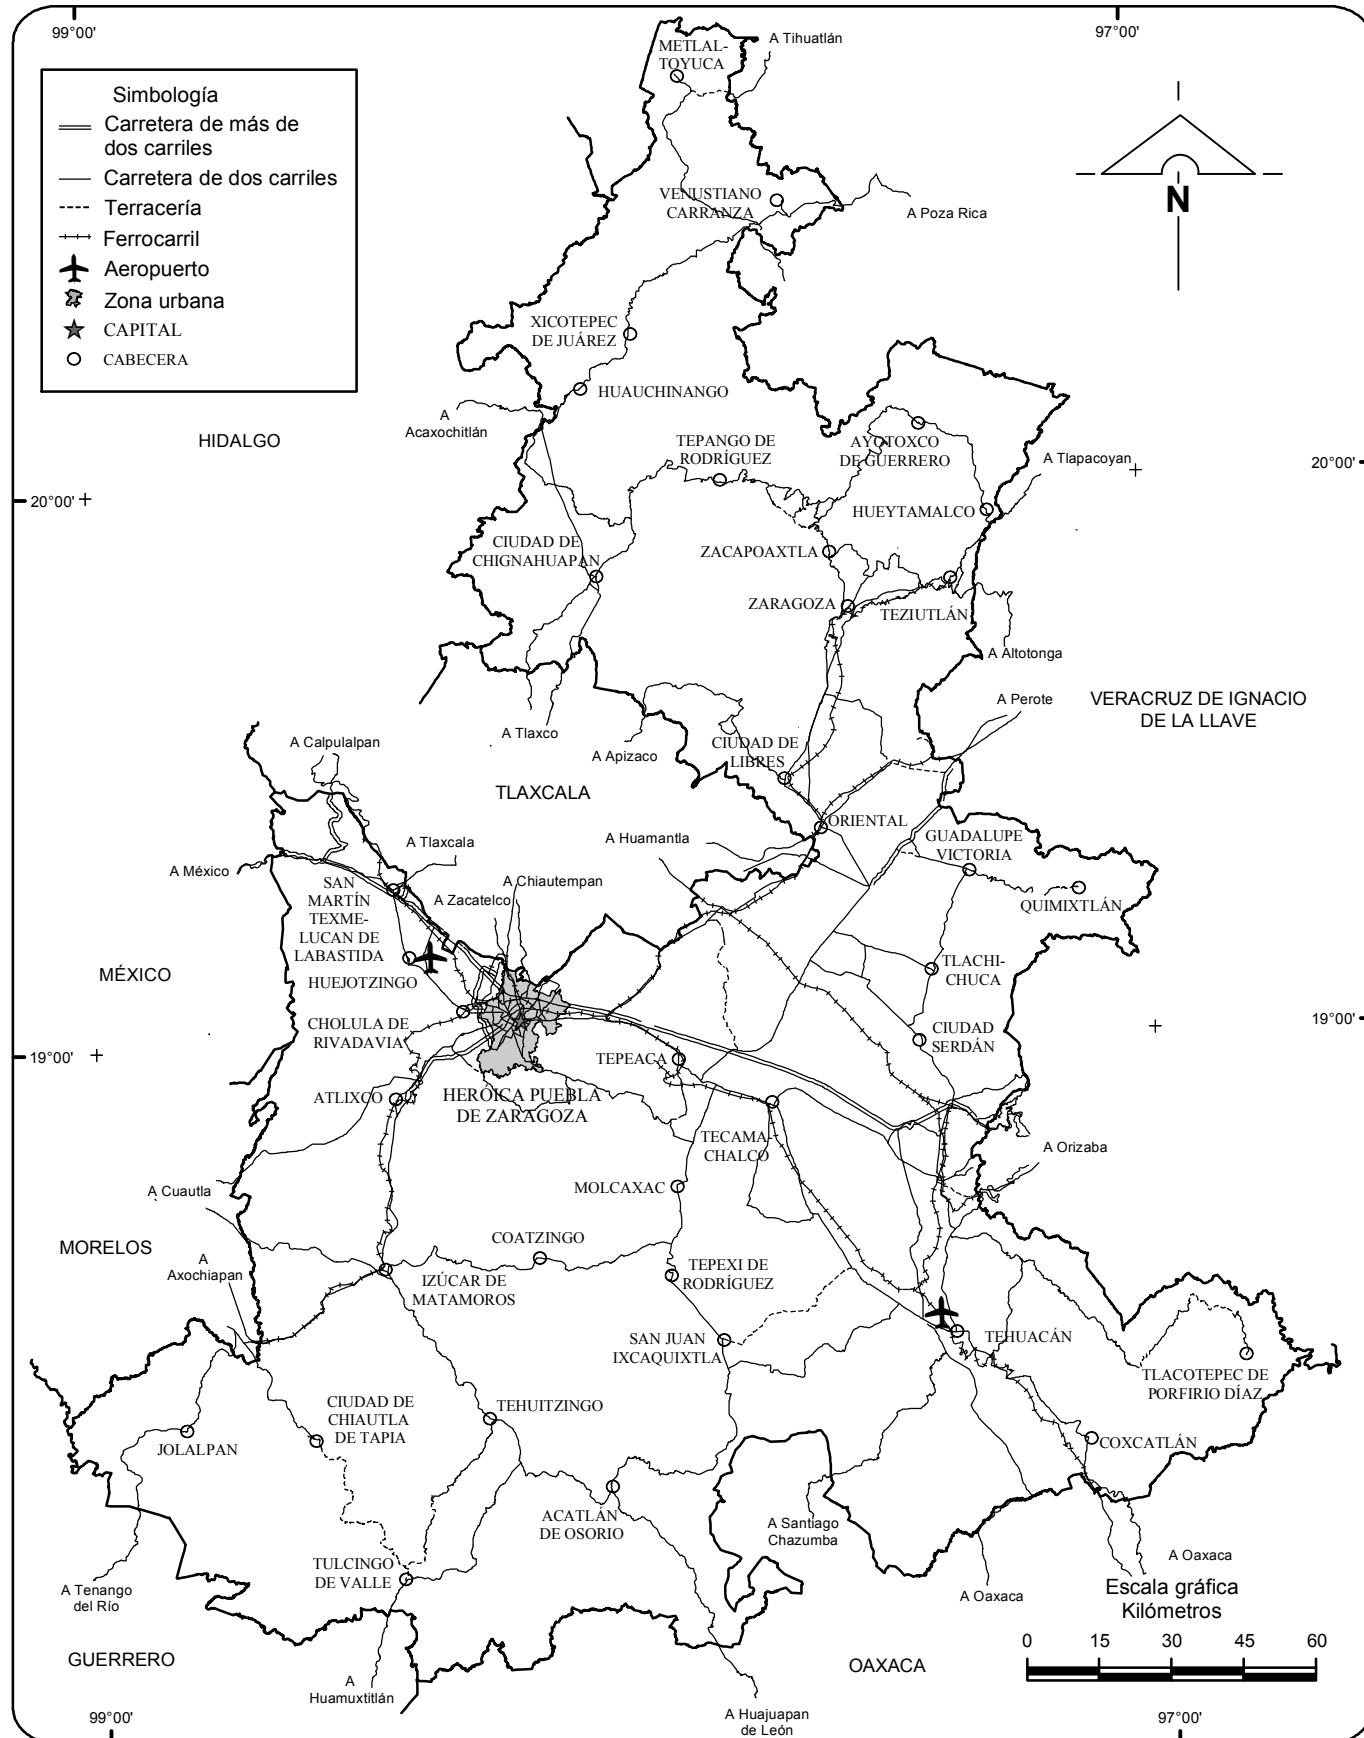 99°00'
97°00'
Simbología
Carretera de más de
dos carriles
Carretera de dos carriles
Terracería
Ferrocarril
Aeropuerto
Zona urbana
CAPITAL
CABECERA
METLAL-
TOYUCA
A Tihuatlán
VENUSTIANO
CARRANZA
A Poza Rica
N
XICOTEPEC
DE JUÁREZ
HUAUCHINANGO
A
Acaxochitlán
HIDALGO
TEPANGO DE
RODRÍGUEZ
AYOTOXCO
DE GUERRERO
A Tlapacoyan
20°00'
20°00'
HUEYTAMALCO
CIUDAD DE
CHIGNAHUAPAN
ZACAPOAXTLA
ZARAGOZA
TEZIUTLÁN
A Altotonga
A Perote
VERACRUZ DE IGNACIO
DE LA LLAVE
A Calpulalpan
A Tlaxco
A Apizaco
CIUDAD DE
LIBRES
TLAXCALA
ORIENTAL
A Huamantla
GUADALUPE
VICTORIA
A Tlaxcala
A México
A Chiautempan
SAN
MARTÍN
TEXME-
LUCAN DE
LABASTIDA
A Zacatelco
QUIMIXTLÁN
MÉXICO
HUEJOTZINGO
TLACHI-
CHUCA
19°00'
CHOLULA DE
RIVADAVIA
CIUDAD
SERDÁN
19°00'
TEPEACA
ATLIXCO
HERÓICA PUEBLA
DE ZARAGOZA
TECAMA-
CHALCO
A Orizaba
A Cuautla
MOLCAXAC
MORELOS
COATZINGO
A
Axochiapan
IZÚCAR DE
MATAMOROS
TEPEXI DE
RODRÍGUEZ
SAN JUAN
IXCAQUIXTLA
TEHUACÁN
TLACOTEPEC DE
PORFIRIO DÍAZ
CIUDAD DE
CHIAUTLA
DE TAPIA
TEHUITZINGO
JOLALPAN
COXCATLÁN
ACATLÁN
DE OSORIO
A Santiago
Chazumba
TULCINGO
DE VALLE
A Oaxaca
A Tenango
del Río
A Oaxaca
Escala gráfica
Kilómetros
0 15 30 45 60
GUERRERO
OAXACA
A
Huamuxtitlán
A Huajuapan
de León
99°00'
97°00'